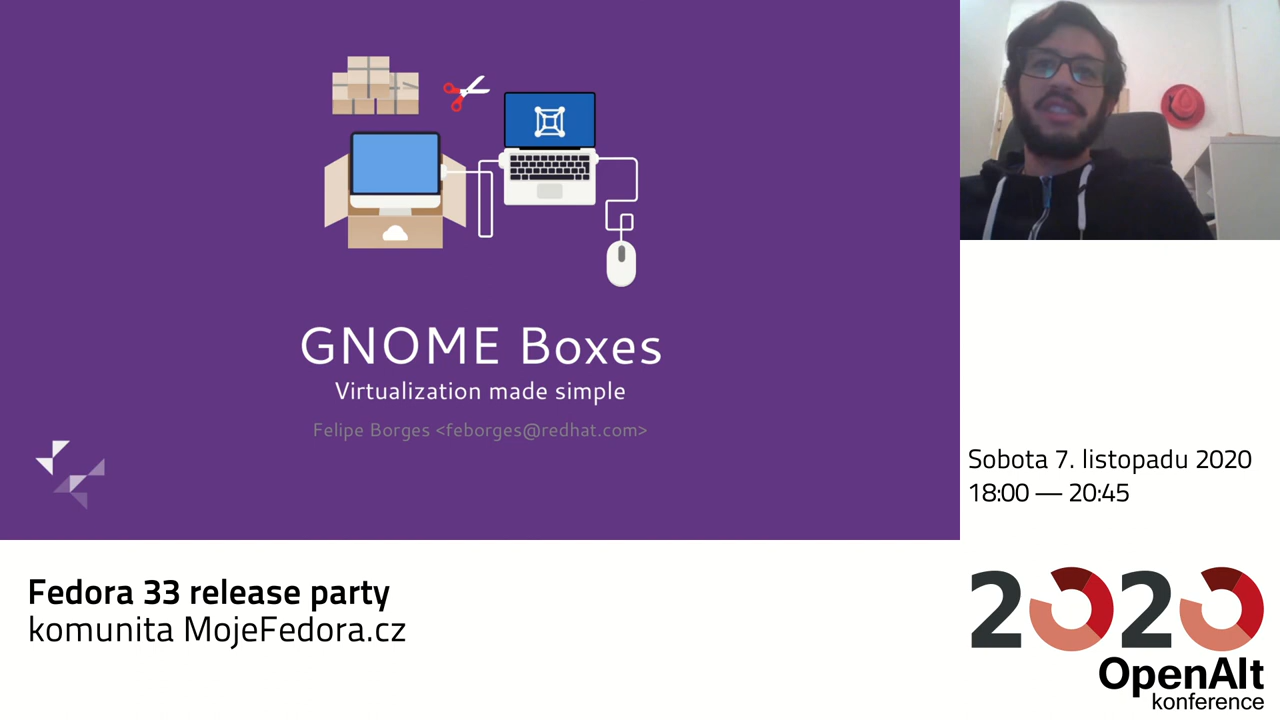 GNOME Boxes
Virtualization made simple
Felipe Borges <feborges@redhat.com>
Sobota 7. listopadu 2020
18:00 — 20:45
Fedora 33 release party
komunita MojeFedora.cz
2020
OpenAlt
konference